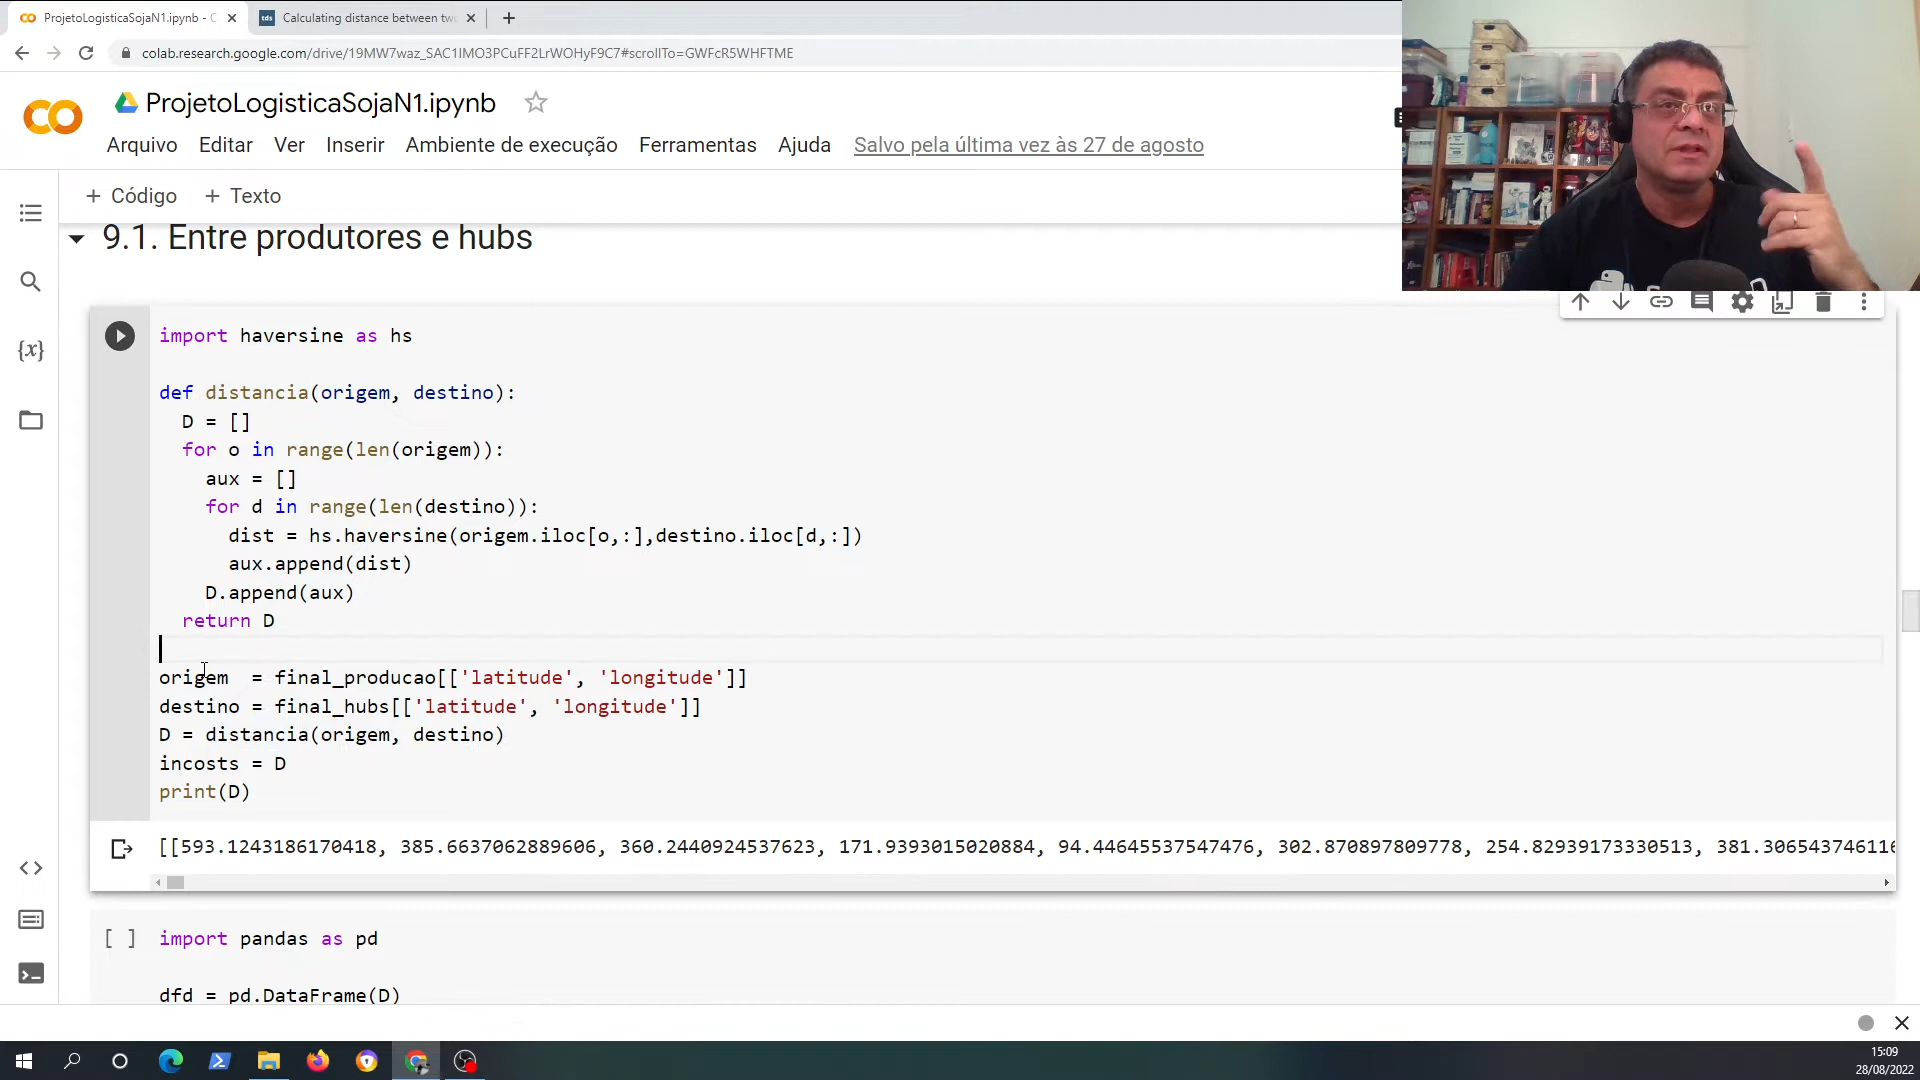 ProjetoLogisticaSojaN1.ipynb - C
tds
Calculating distance between tw
colab.research.google.com/drive/19MW7waz_SAC1IMO3PCuFF2LrWOHyF9C7#scrollTo=GWFcR5WHFTME
ProjetoLogisticaSojaN1.ipynb
Arquivo Editar Ver Inserir Ambiente de execução Ferramentas Ajuda Salvo pela última vez às 27 de agosto
+ Código + Texto
9.1. Entre produtores e hubs
import haversine as hs
def distancia(origem, destino):
D = []
for o in range(len(origem)):
aux = []
for d in range(len(destino)):
dist = hs.haversine(origem.iloc[o,:],destino.iloc[d,:])
aux.append(dist)
D.append(aux)
return D
origem = final_producao[['latitude', 'longitude']]
destino = final_hubs[['latitude', 'longitude']]
D = distancia(origem, destino)
incosts = D
print(D)
[[593.1243186170418, 385.6637062889606, 360.2440924537623, 171.9393015020884, 94.44645537547476, 302.870897809778, 254.82939173330513, 381.306543746116
[ ] import pandas as pd
dfd = pd.DataFrame(D)
15:09
28/08/2022